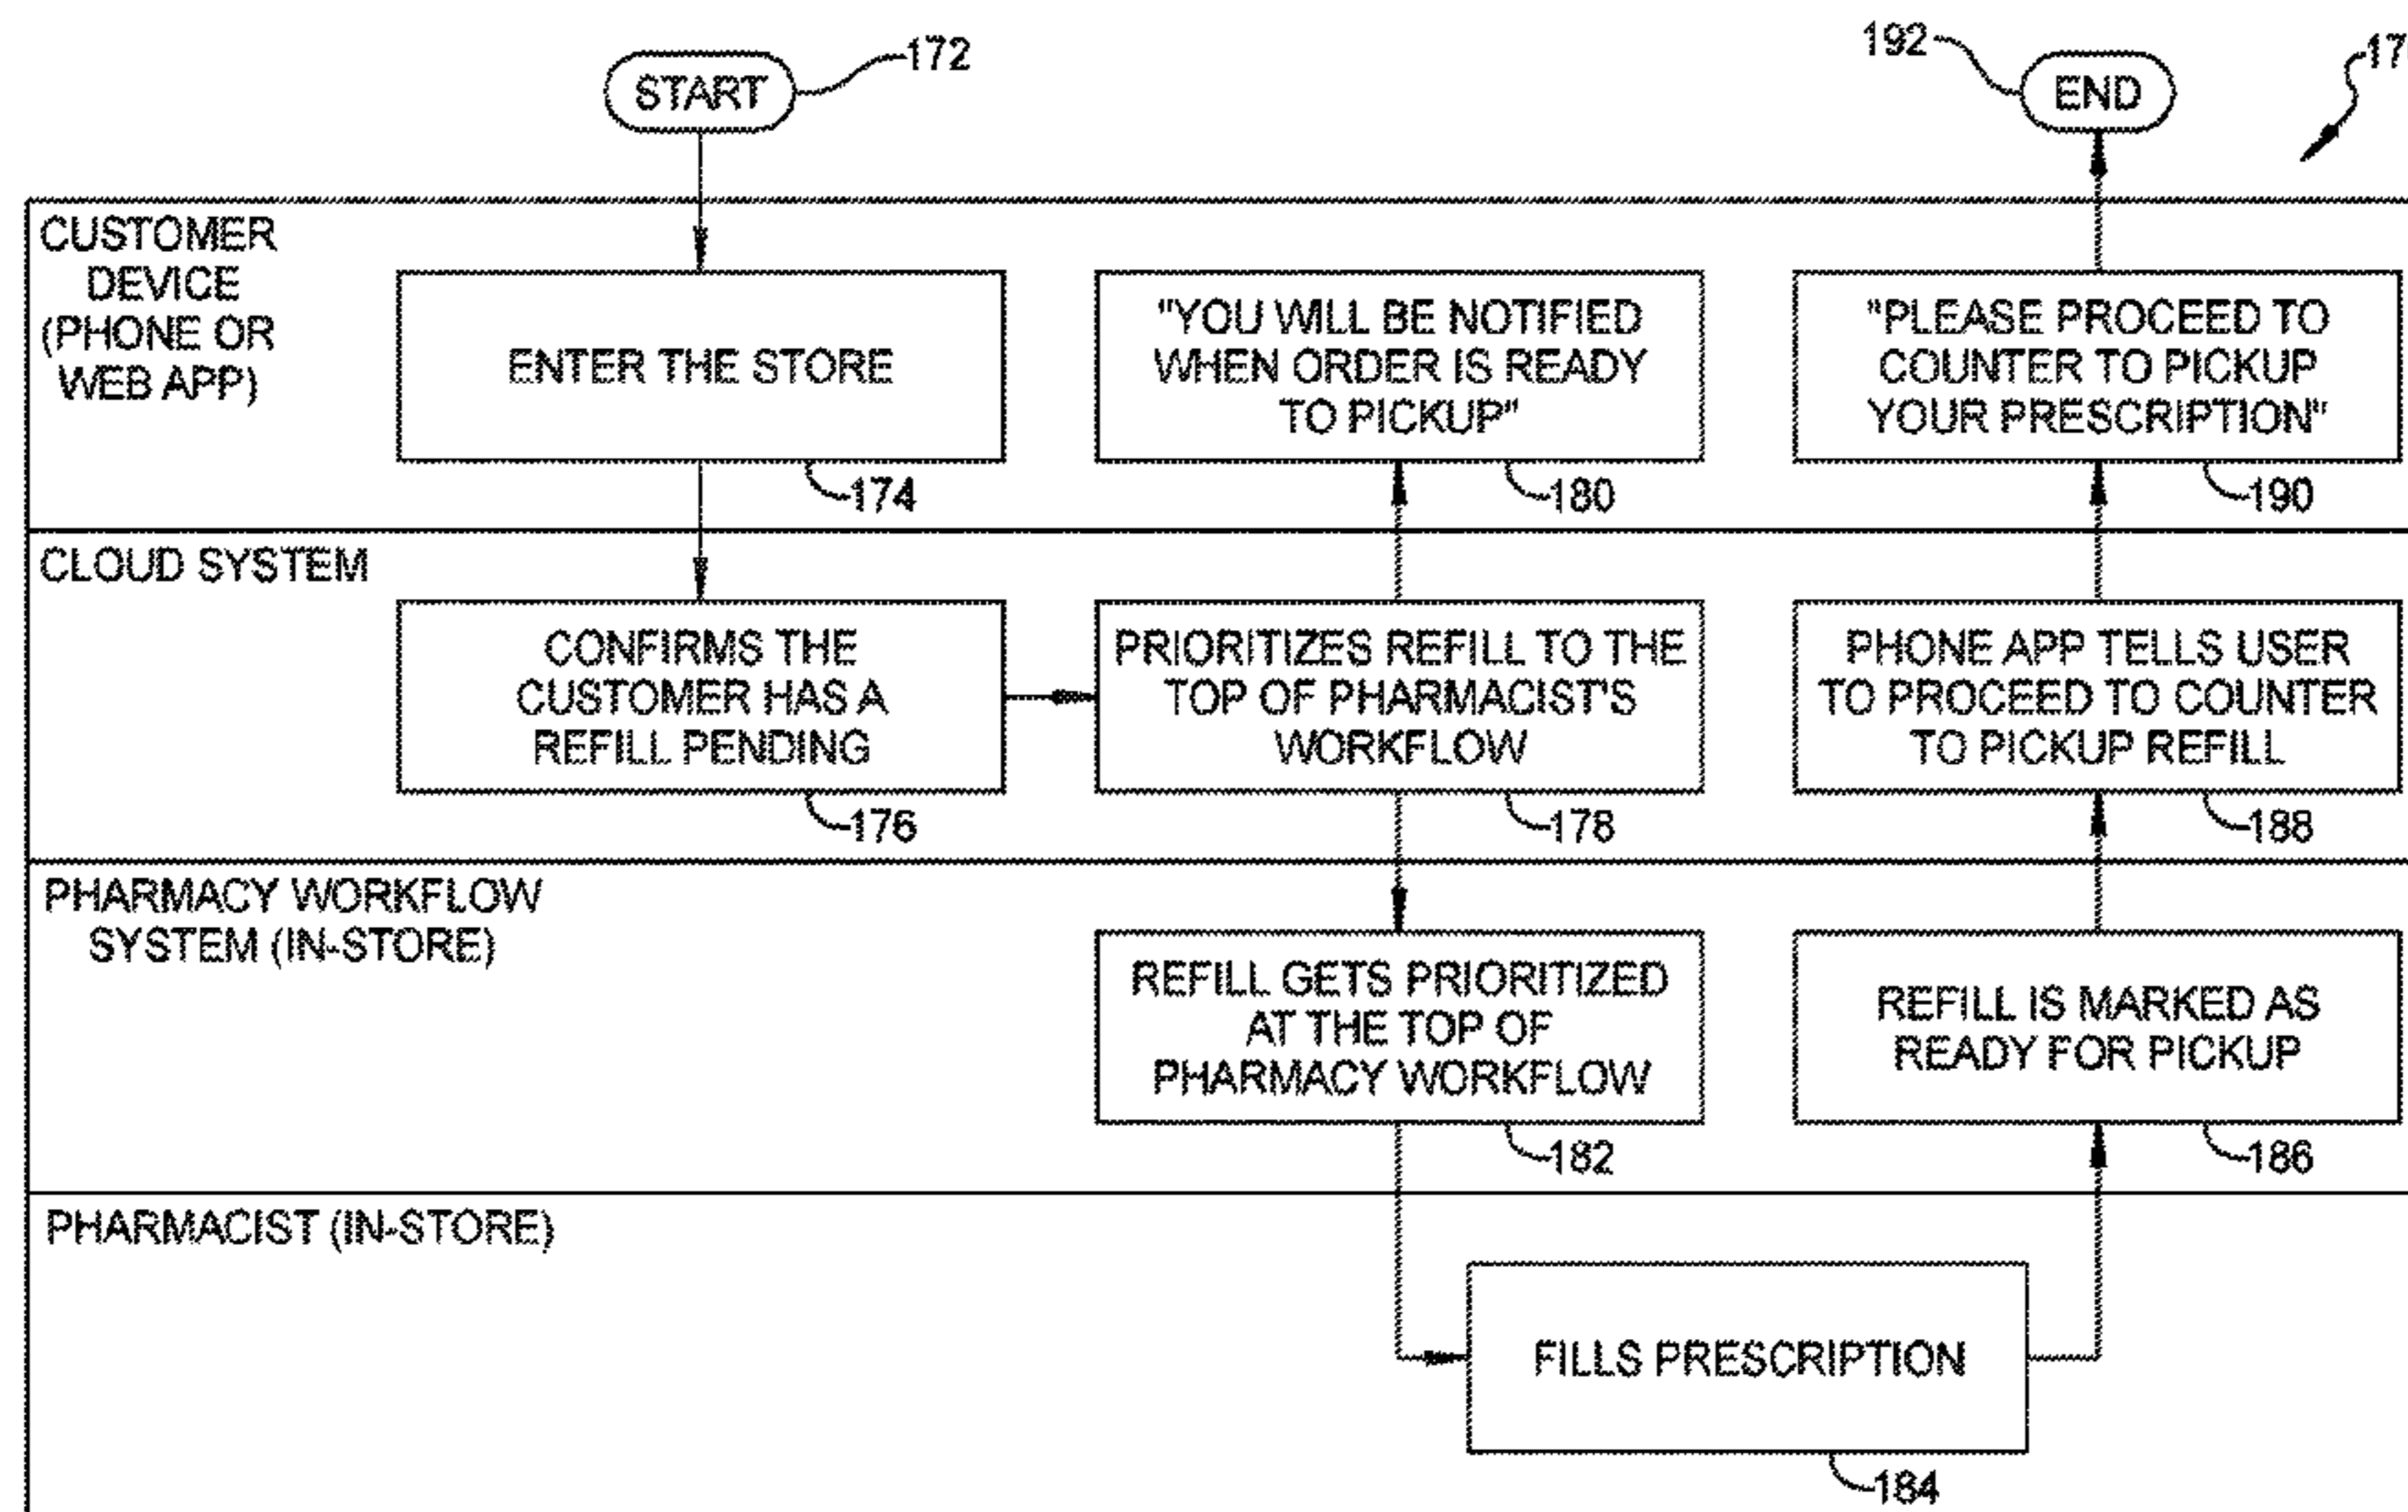 START
172
192
END
CUSTOMER
DEVICE
(PHONE OR
WEB APP)
ENTER THE STORE
174
"YOU WILL BE NOTIFIED
WHEN ORDER IS READY
TO PICKUP"
180
"PLEASE PROCEED TO
COUNTER TO PICKUP
YOUR PRESCRIPTION"
190
CLOUD SYSTEM
CONFIRMS THE
CUSTOMER HAS A
REFILL PENDING
176
PRIORITIZES REFILL TO THE
TOP OF PHARMACIST'S
WORKFLOW
178
PHONE APP TELLS USER
TO PROCEED TO COUNTER
TO PICKUP REFILL
188
PHARMACY WORKFLOW
SYSTEM (IN-STORE)
REFILL GETS PRIORITIZED
AT THE TOP OF
PHARMACY WORKFLOW
182
REFILL IS MARKED AS
READY FOR PICKUP
186
PHARMACIST (IN-STORE)
FILLS PRESCRIPTION
184